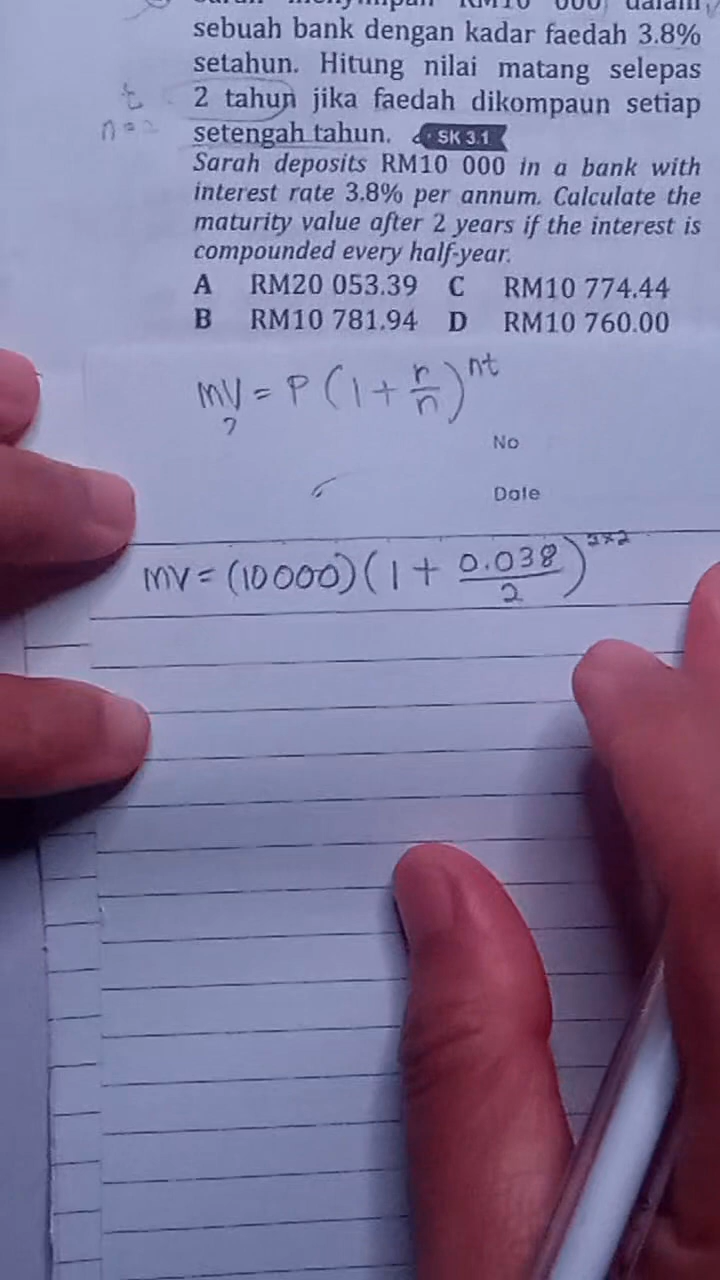 RM10 000 dalam
sebuah bank dengan kadar faedah 3.8%
setahun. Hitung nilai matang selepas
t 2 tahun jika faedah dikompaun setiap
n = 2 setengah tahun. SK 3.1
Sarah deposits RM10 000 in a bank with
interest rate 3.8% per annum. Calculate the
maturity value after 2 years if the interest is
compounded every half-year.
A RM20 053.39 C RM10 774.44
B RM10 781.94 D RM10 760.00
MV = P (1 + r/n)^nt
?
No
Date
MV = (10000)(1 + 0.038/2)^2×2